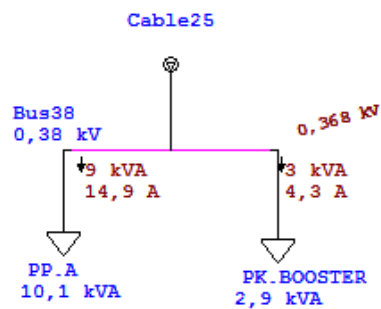 Cable25
Bus38
0,38 kV
0,368 kV
9 kVA
14,9 A
3 kVA
4,3 A
PP.A
10,1 kVA
PK.BOOSTER
2,9 kVA